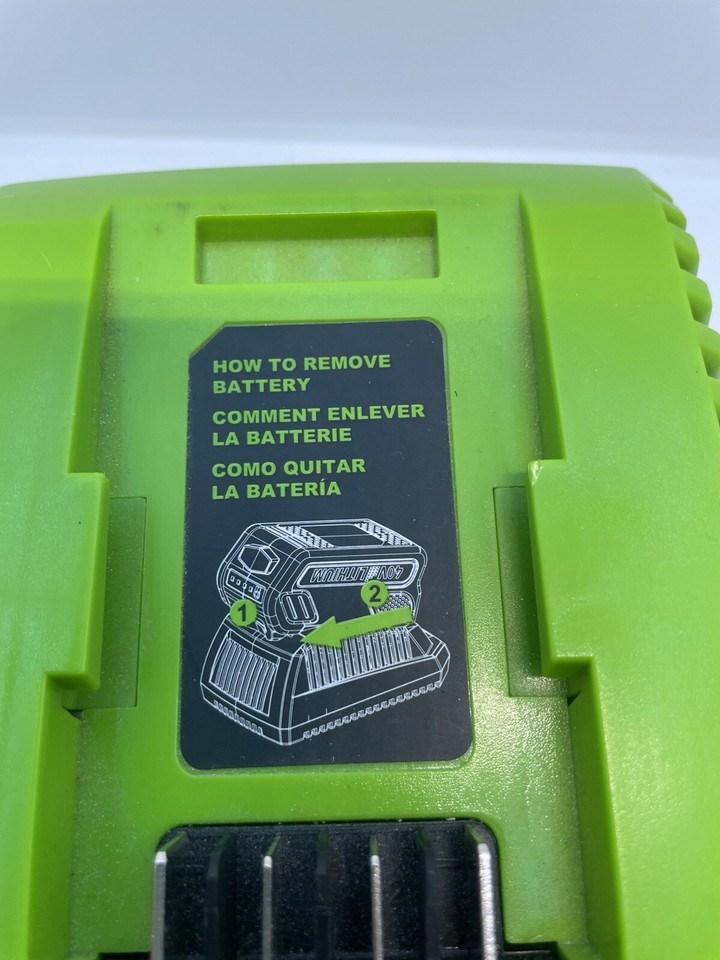 HOW TO REMOVE
BATTERY
COMMENT ENLEVER
LA BATTERIE
COMO QUITAR
LA BATERÍA
40V LITHIUM
1
2